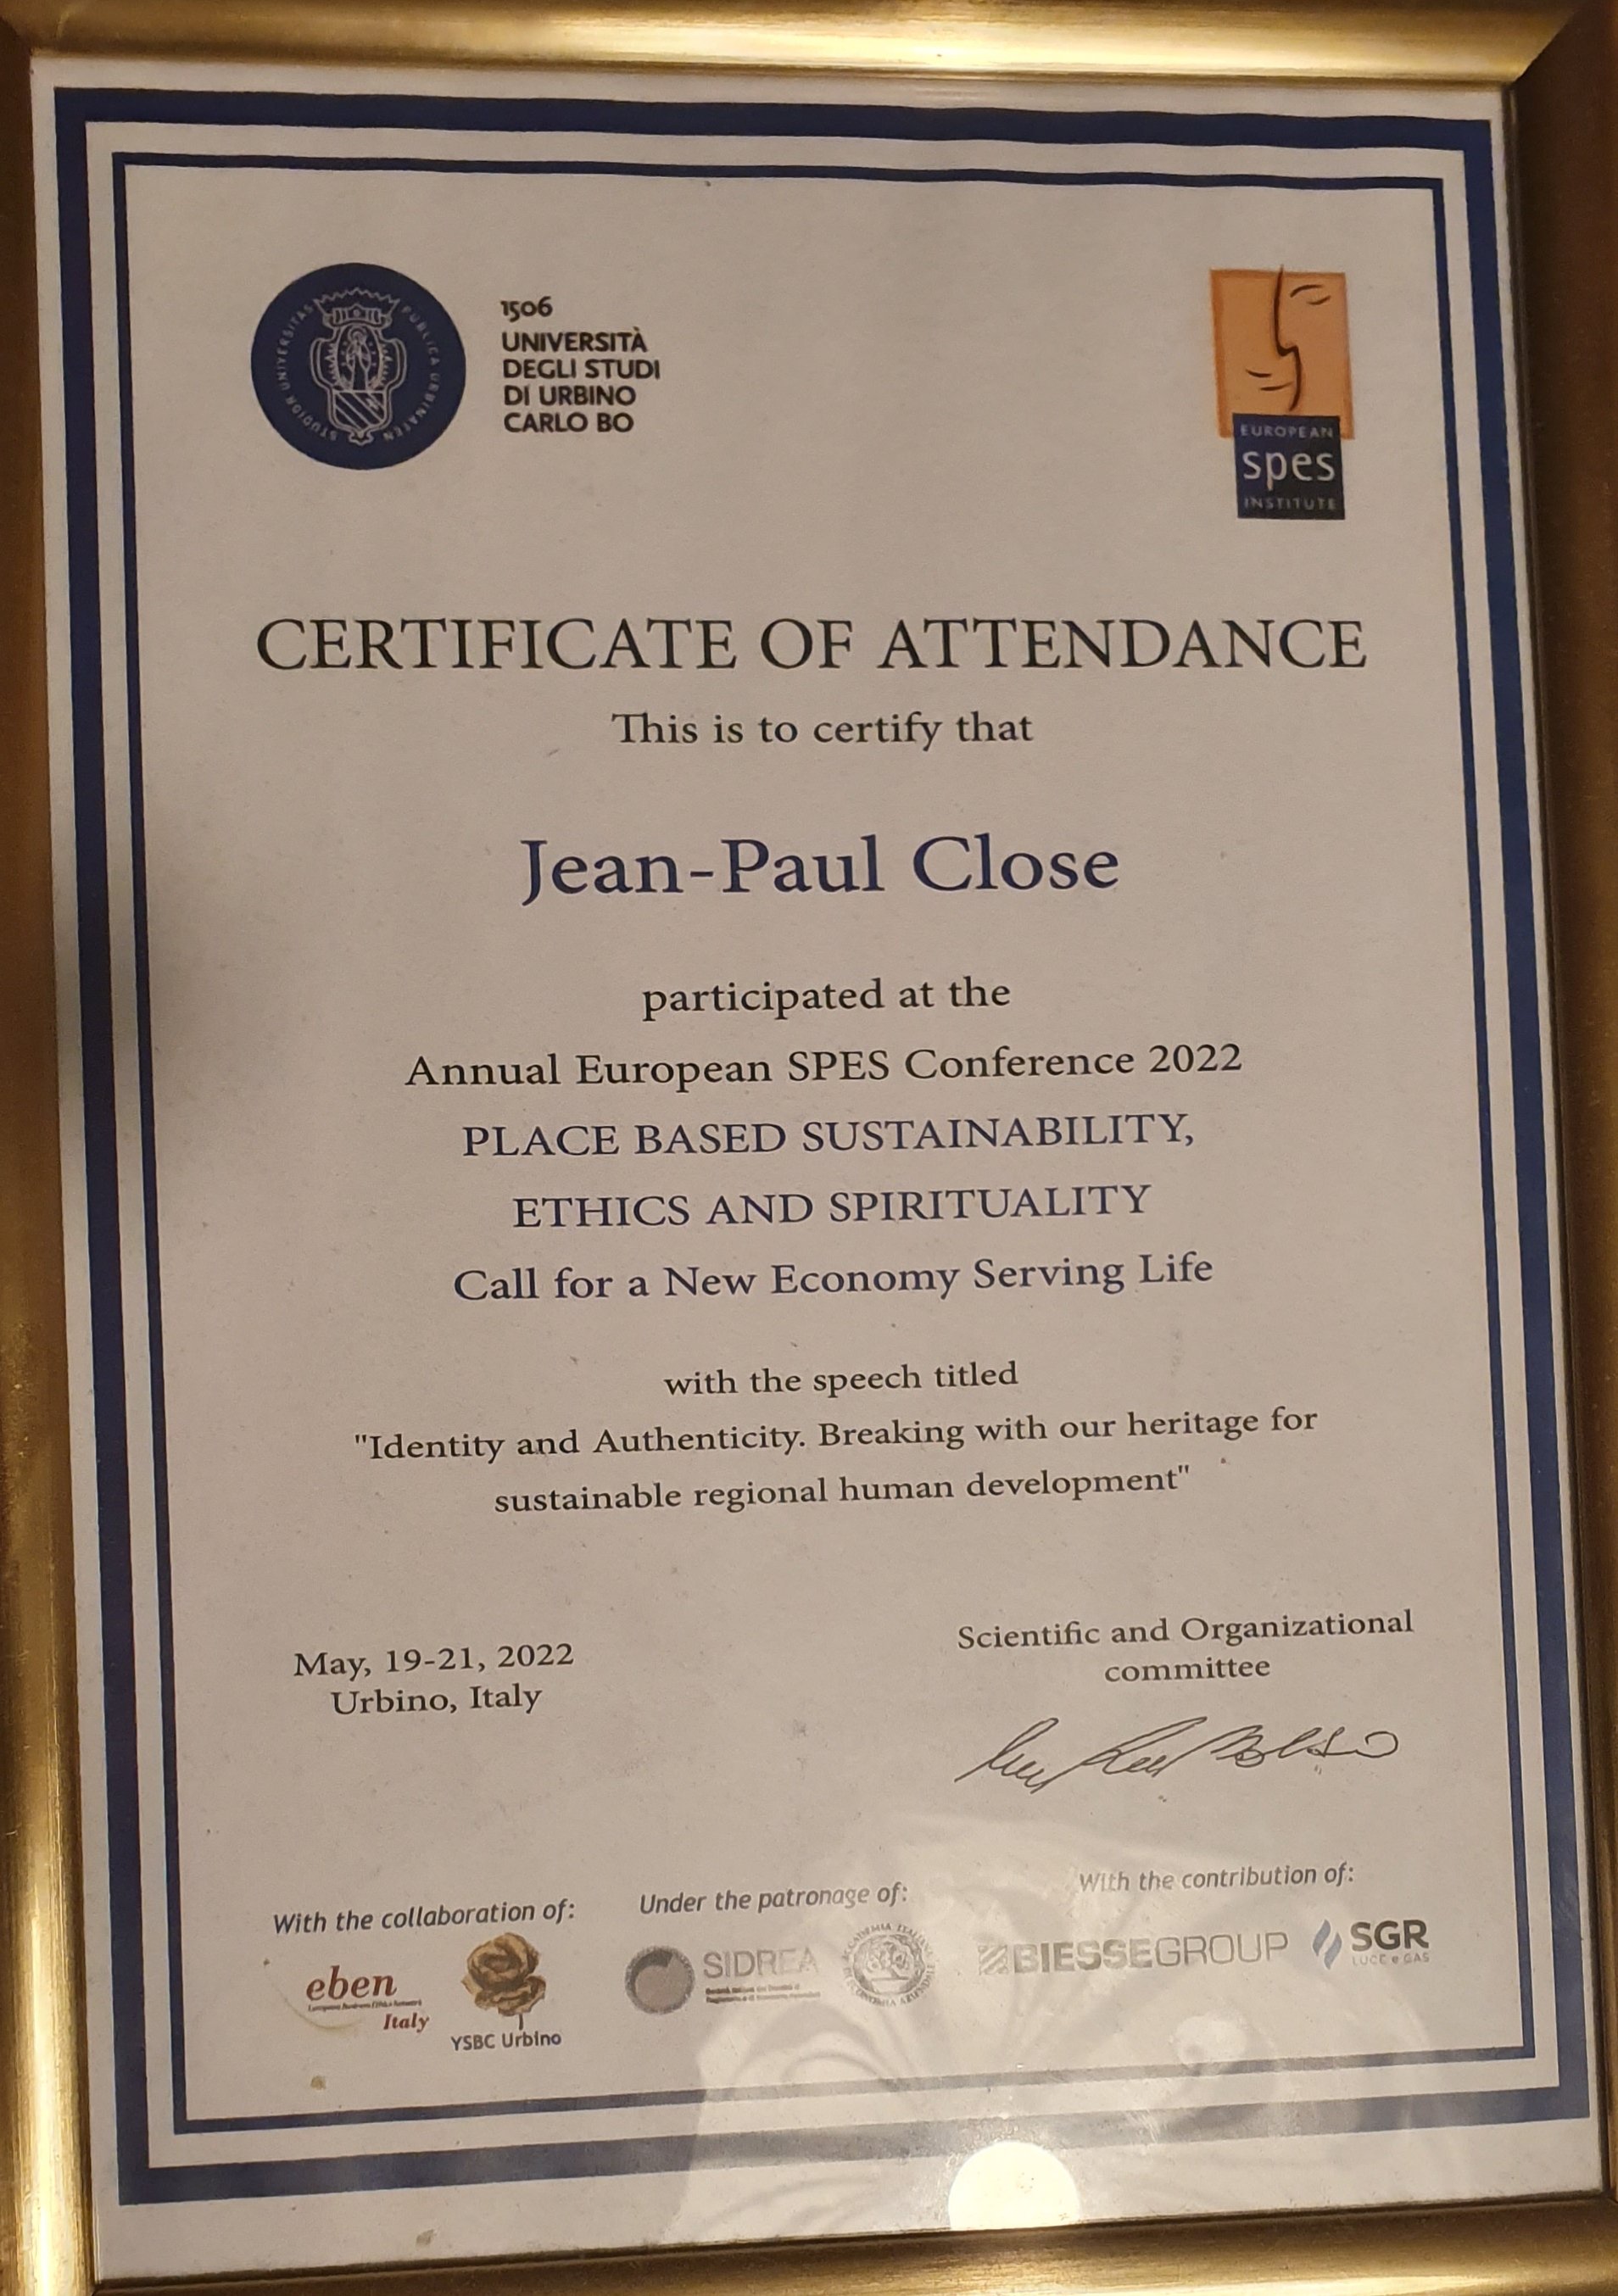 1506
UNIVERSITÀ
DEGLI STUDI
DI URBINO
CARLO BO
EUROPEAN
spes
INSTITUTE
CERTIFICATE OF ATTENDANCE
This is to certify that
Jean-Paul Close
participated at the
Annual European SPES Conference 2022
PLACE BASED SUSTAINABILITY,
ETHICS AND SPIRITUALITY
Call for a New Economy Serving Life
with the speech titled
"Identity and Authenticity. Breaking with our heritage for
sustainable regional human development"
May, 19-21, 2022
Urbino, Italy
Scientific and Organizational
committee
With the collaboration of:
eben
Italy
YSBC Urbino
Under the patronage of:
SIDREA
With the contribution of:
BIESSEGROUP
SGR
LUCE e GAS